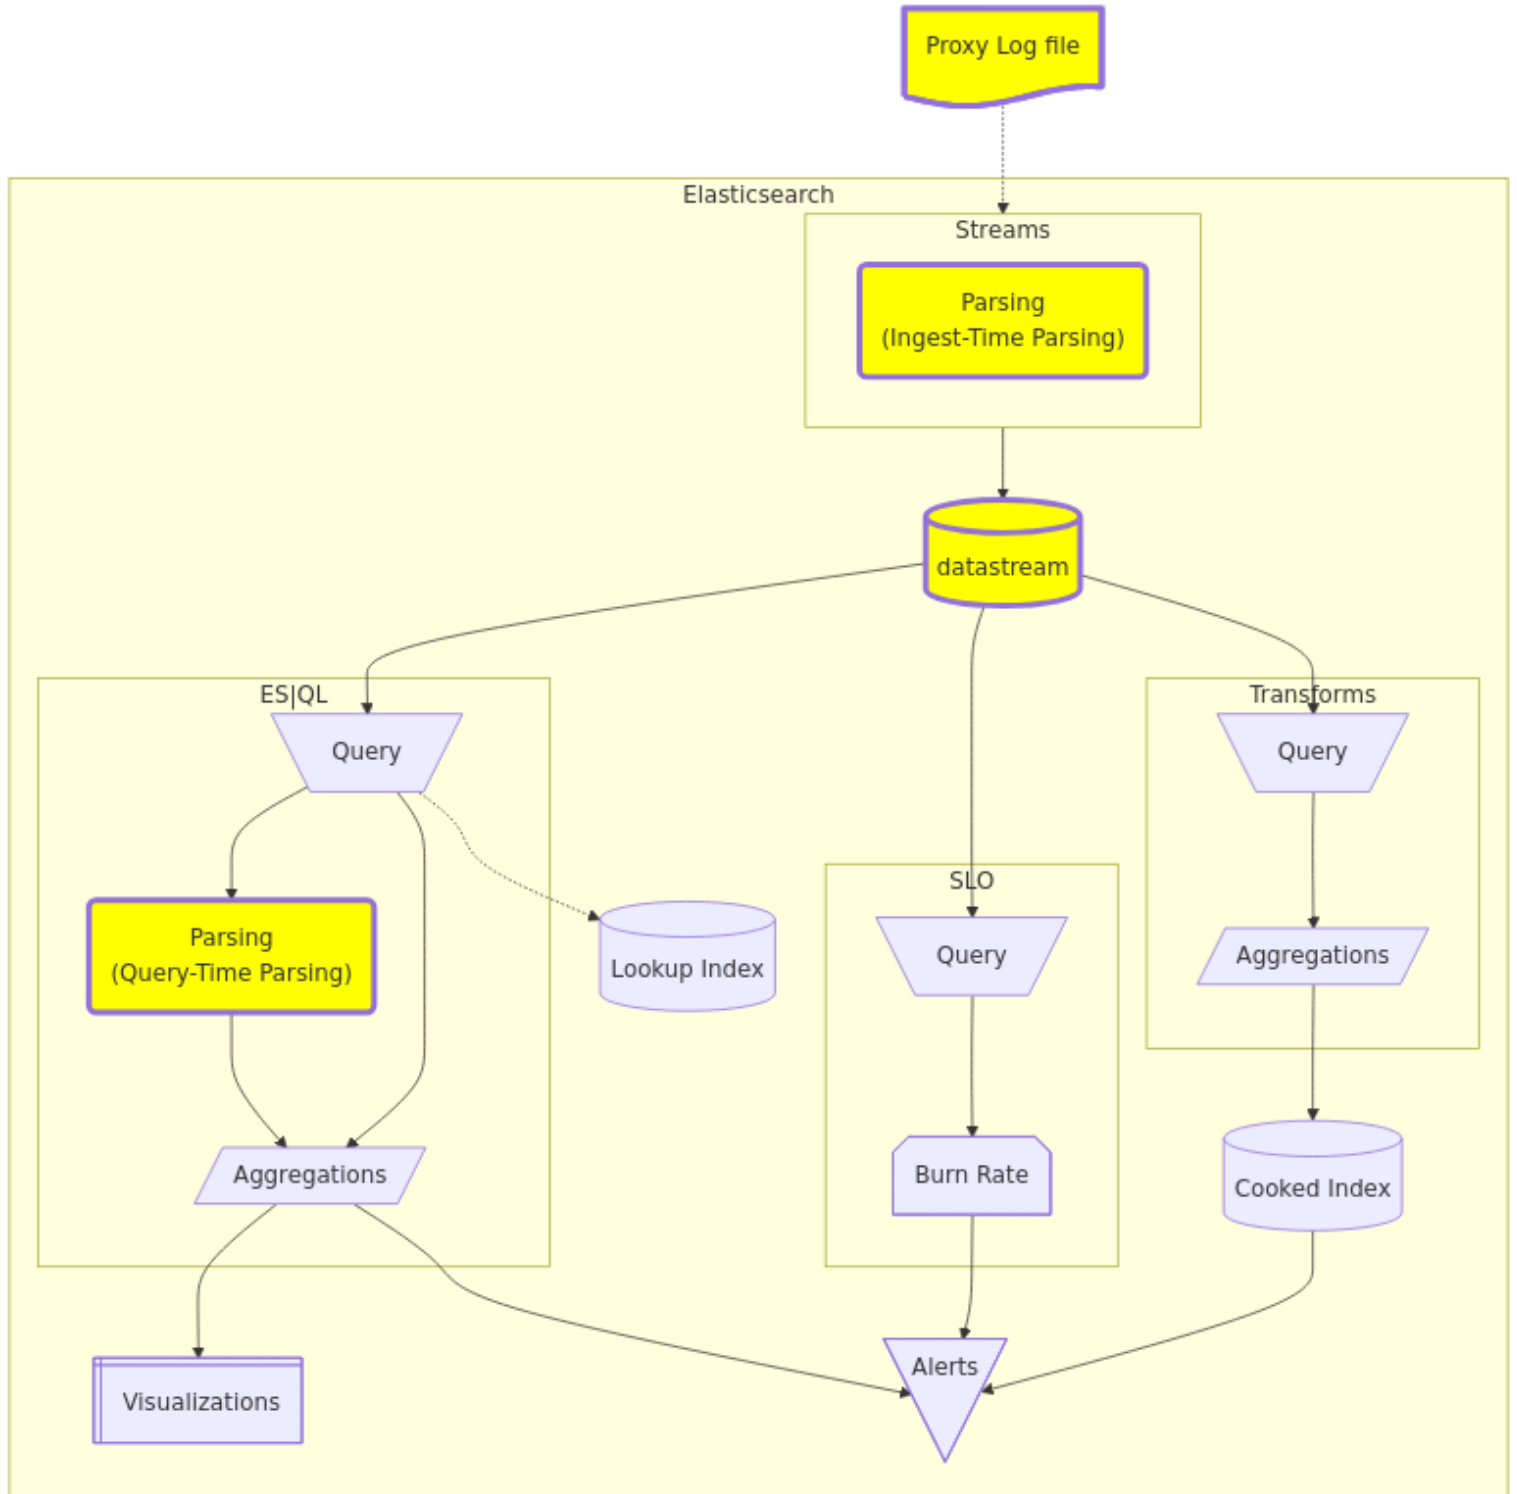 Proxy Log file
Elasticsearch
Streams
Parsing
(Ingest-Time Parsing)
datastream
ES|QL
Query
Parsing
(Query-Time Parsing)
Aggregations
Lookup Index
SLO
Query
Burn Rate
Transforms
Query
Aggregations
Cooked Index
Visualizations
Alerts